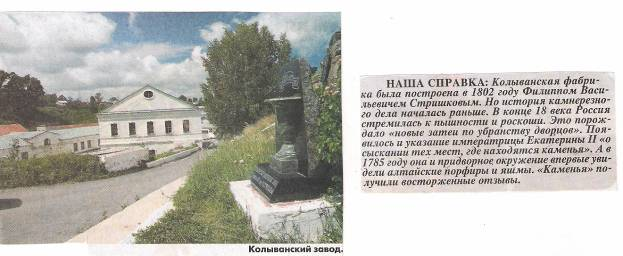 Колыванский завод.
НАША СПРАВКА: Колыванская фабри-
ка была построена в 1802 году Филиппом Васи-
льевичем Стришковым. Но история камнерезно-
го дела началась раньше. В конце 18 века Россия
стремилась к пышности и роскоши. Это порож-
дало «новые затеи по убранству дворцов». Поя-
вилось и указание императрицы Екатерины II «о
сыскании тех мест, где находятся каменья». А в
1785 году она и придворное окружение впервые уви-
дели алтайские порфиры и яшмы. «Каменья» по-
лучили восторженные отзывы.